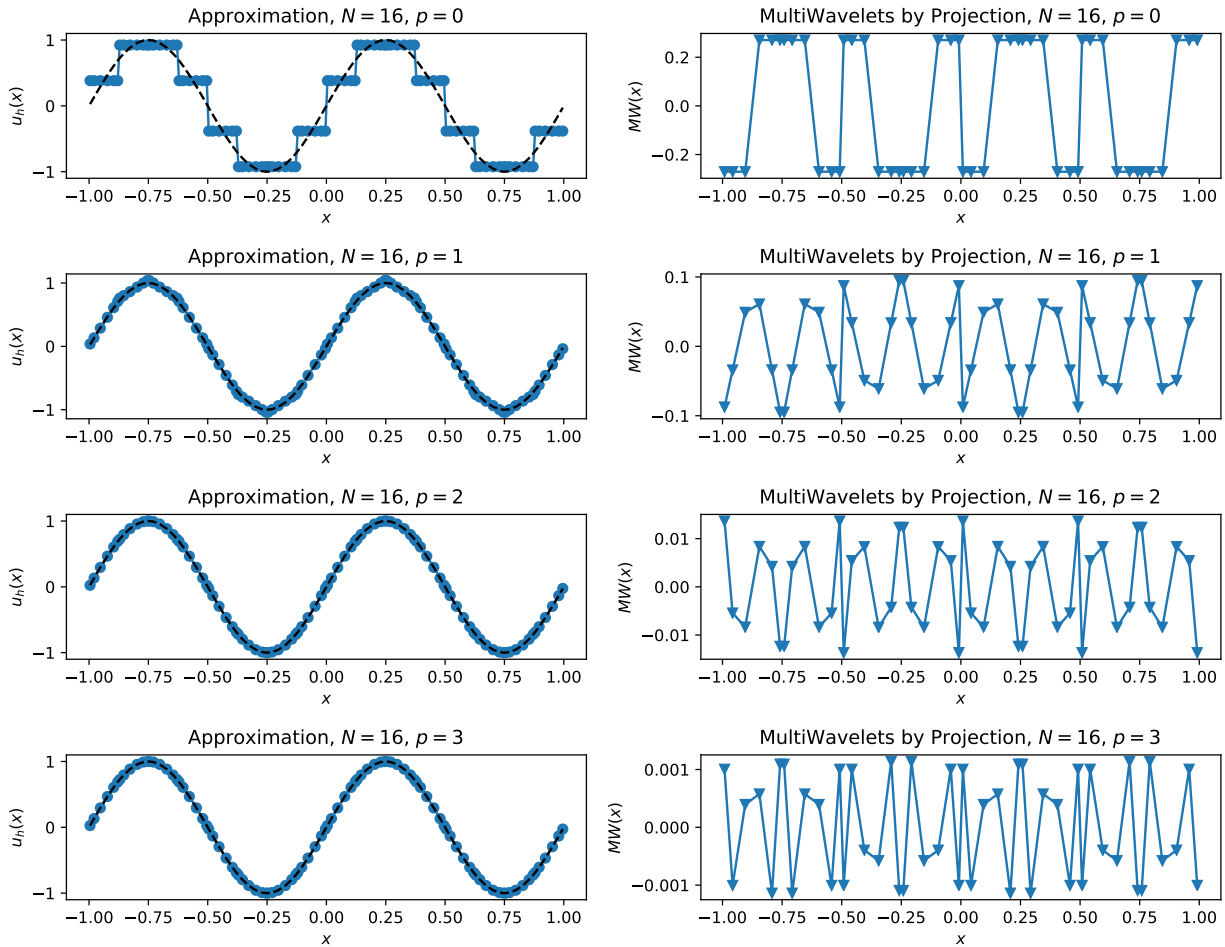 Approximation, N = 16, p = 0
MultiWavelets by Projection, N = 16, p = 0
1
0
−1
u_h(x)
−1.00 −0.75 −0.50 −0.25 0.00 0.25 0.50 0.75 1.00
x
0.2
0.0
−0.2
MW(x)
−1.00 −0.75 −0.50 −0.25 0.00 0.25 0.50 0.75 1.00
x
Approximation, N = 16, p = 1
MultiWavelets by Projection, N = 16, p = 1
1
0
−1
u_h(x)
−1.00 −0.75 −0.50 −0.25 0.00 0.25 0.50 0.75 1.00
x
0.1
0.0
−0.1
MW(x)
−1.00 −0.75 −0.50 −0.25 0.00 0.25 0.50 0.75 1.00
x
Approximation, N = 16, p = 2
MultiWavelets by Projection, N = 16, p = 2
1
0
−1
u_h(x)
−1.00 −0.75 −0.50 −0.25 0.00 0.25 0.50 0.75 1.00
x
0.01
0.00
−0.01
MW(x)
−1.00 −0.75 −0.50 −0.25 0.00 0.25 0.50 0.75 1.00
x
Approximation, N = 16, p = 3
MultiWavelets by Projection, N = 16, p = 3
1
0
−1
u_h(x)
−1.00 −0.75 −0.50 −0.25 0.00 0.25 0.50 0.75 1.00
x
0.001
0.000
−0.001
MW(x)
−1.00 −0.75 −0.50 −0.25 0.00 0.25 0.50 0.75 1.00
x